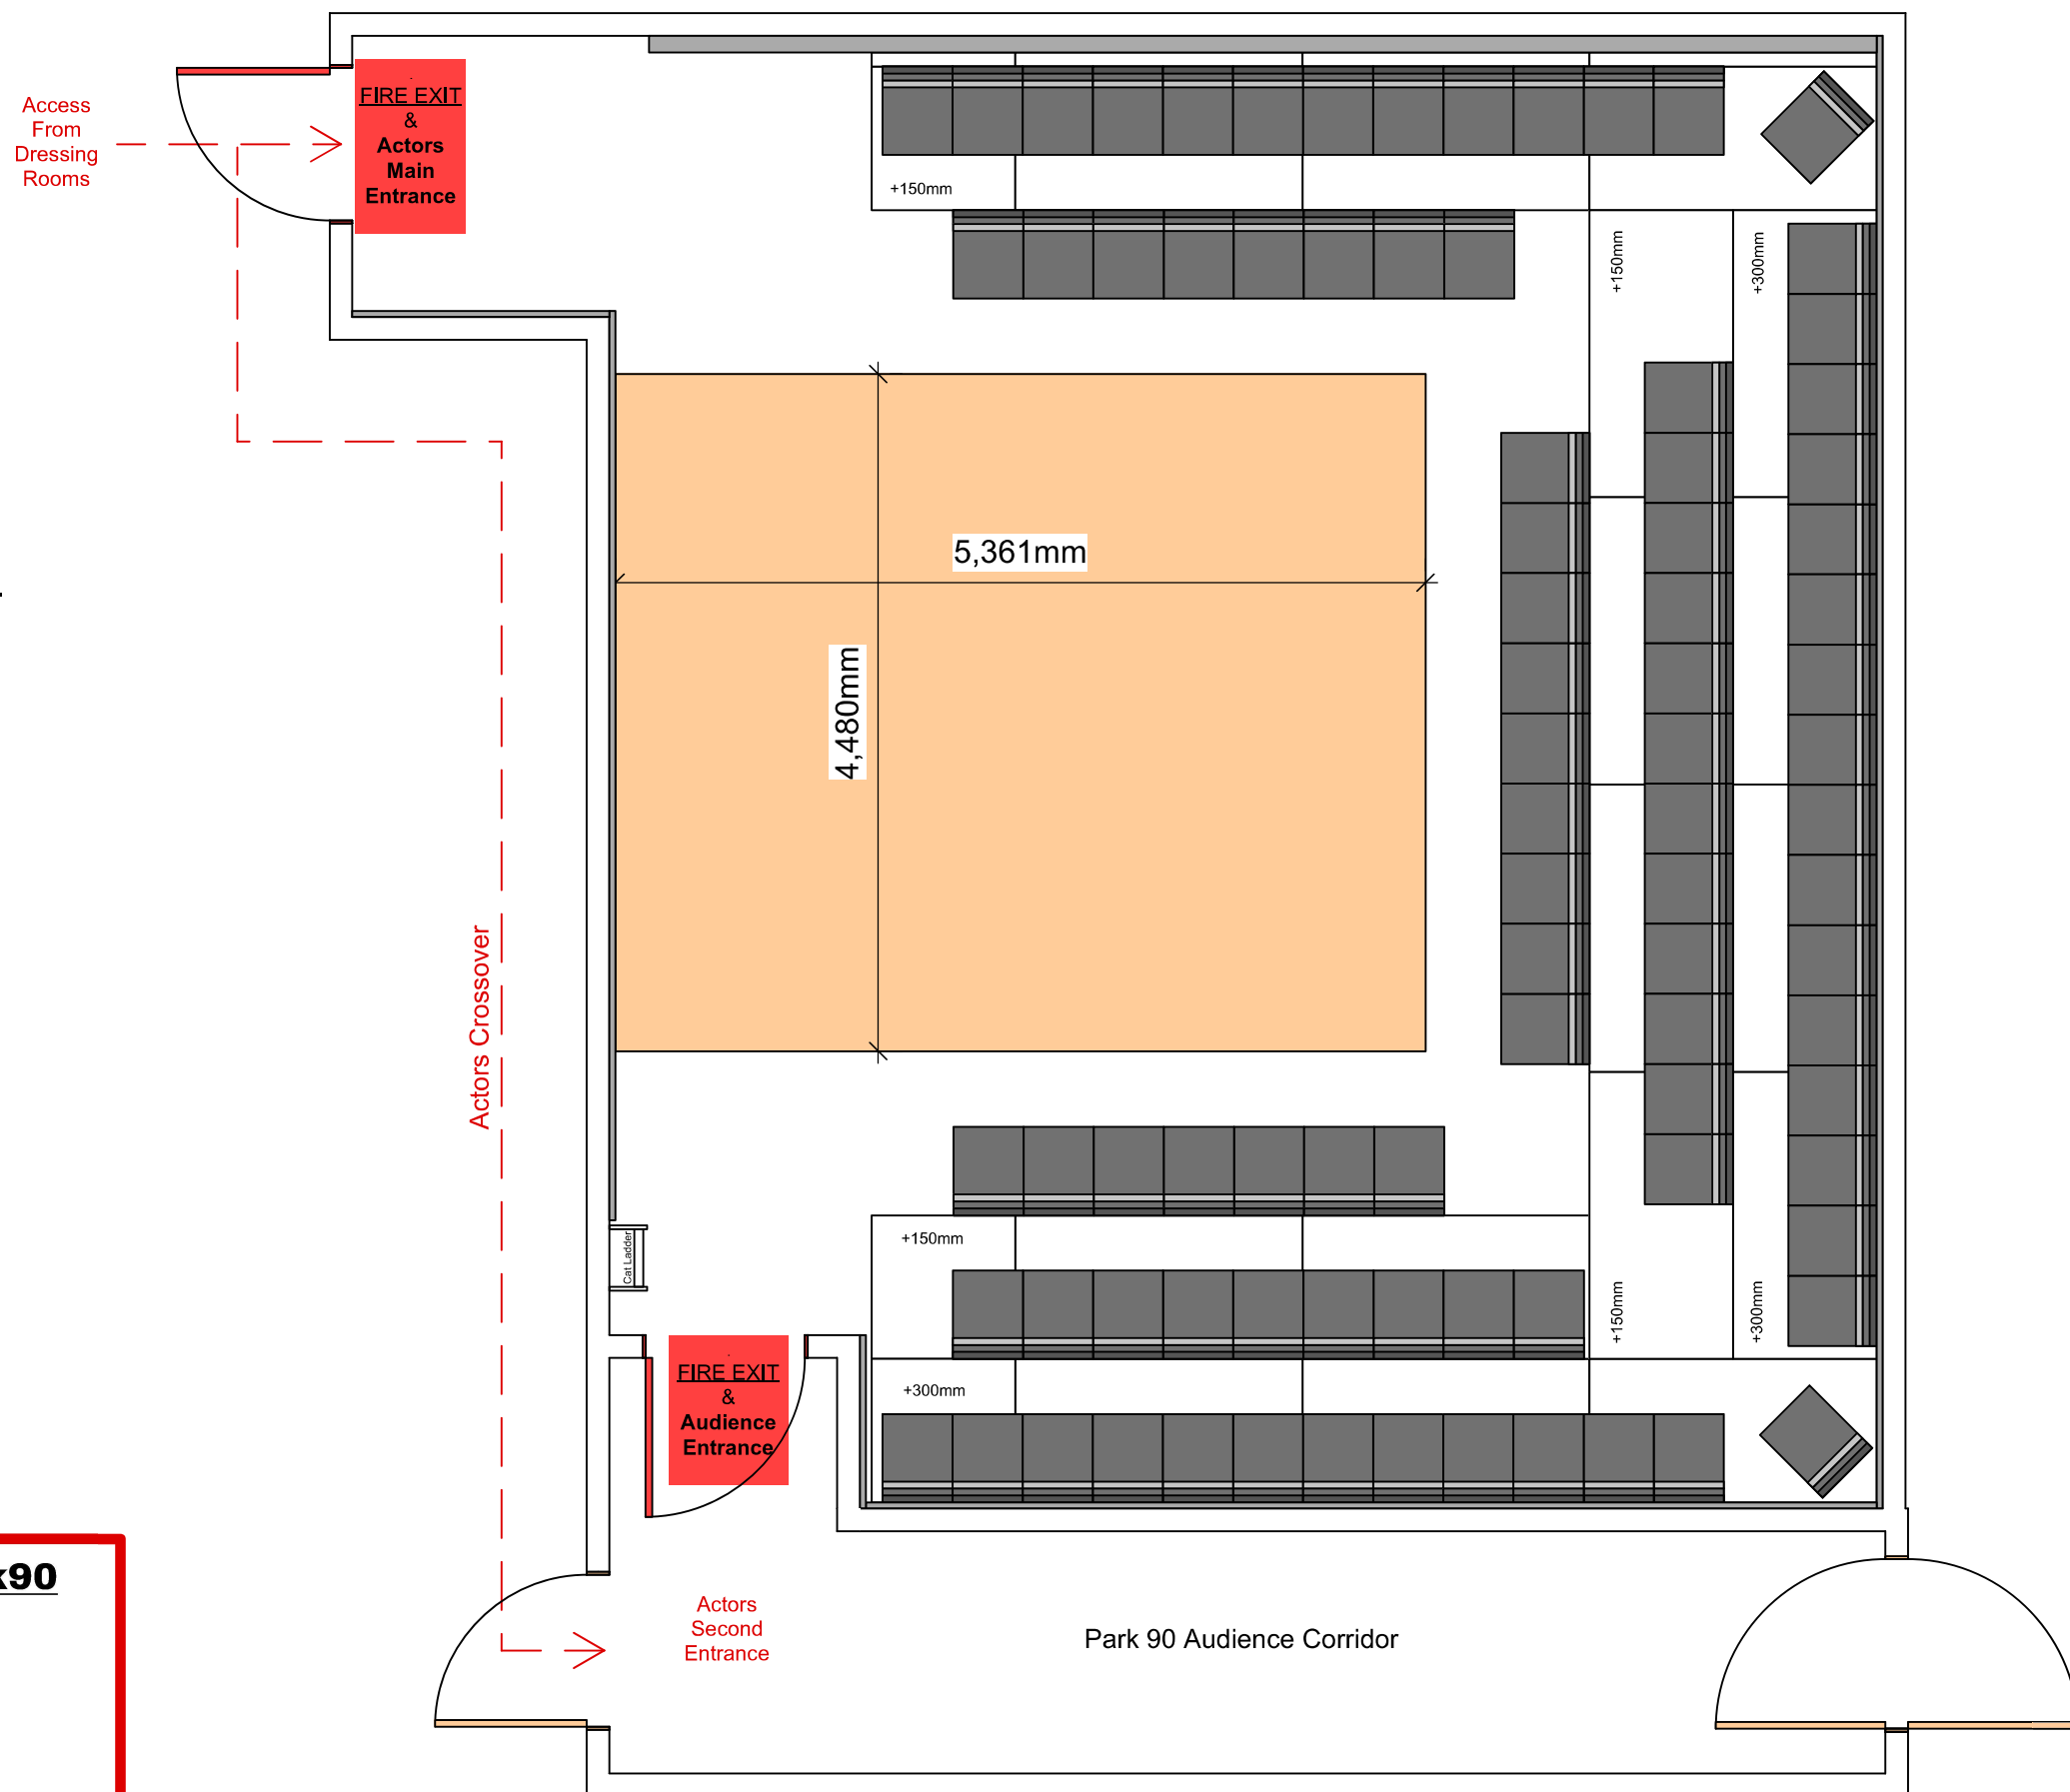 FIRE EXIT
&
Actors
Main
Entrance
Access
From
Dressing
Rooms
+150mm
+150mm
+300mm
5,361mm
4,480mm
Actors Crossover
+150mm
Cat Ladder
+150mm
+300mm
FIRE EXIT
&
Audience
Entrance
+300mm
k90
Actors
Second
Entrance
Park 90 Audience Corridor